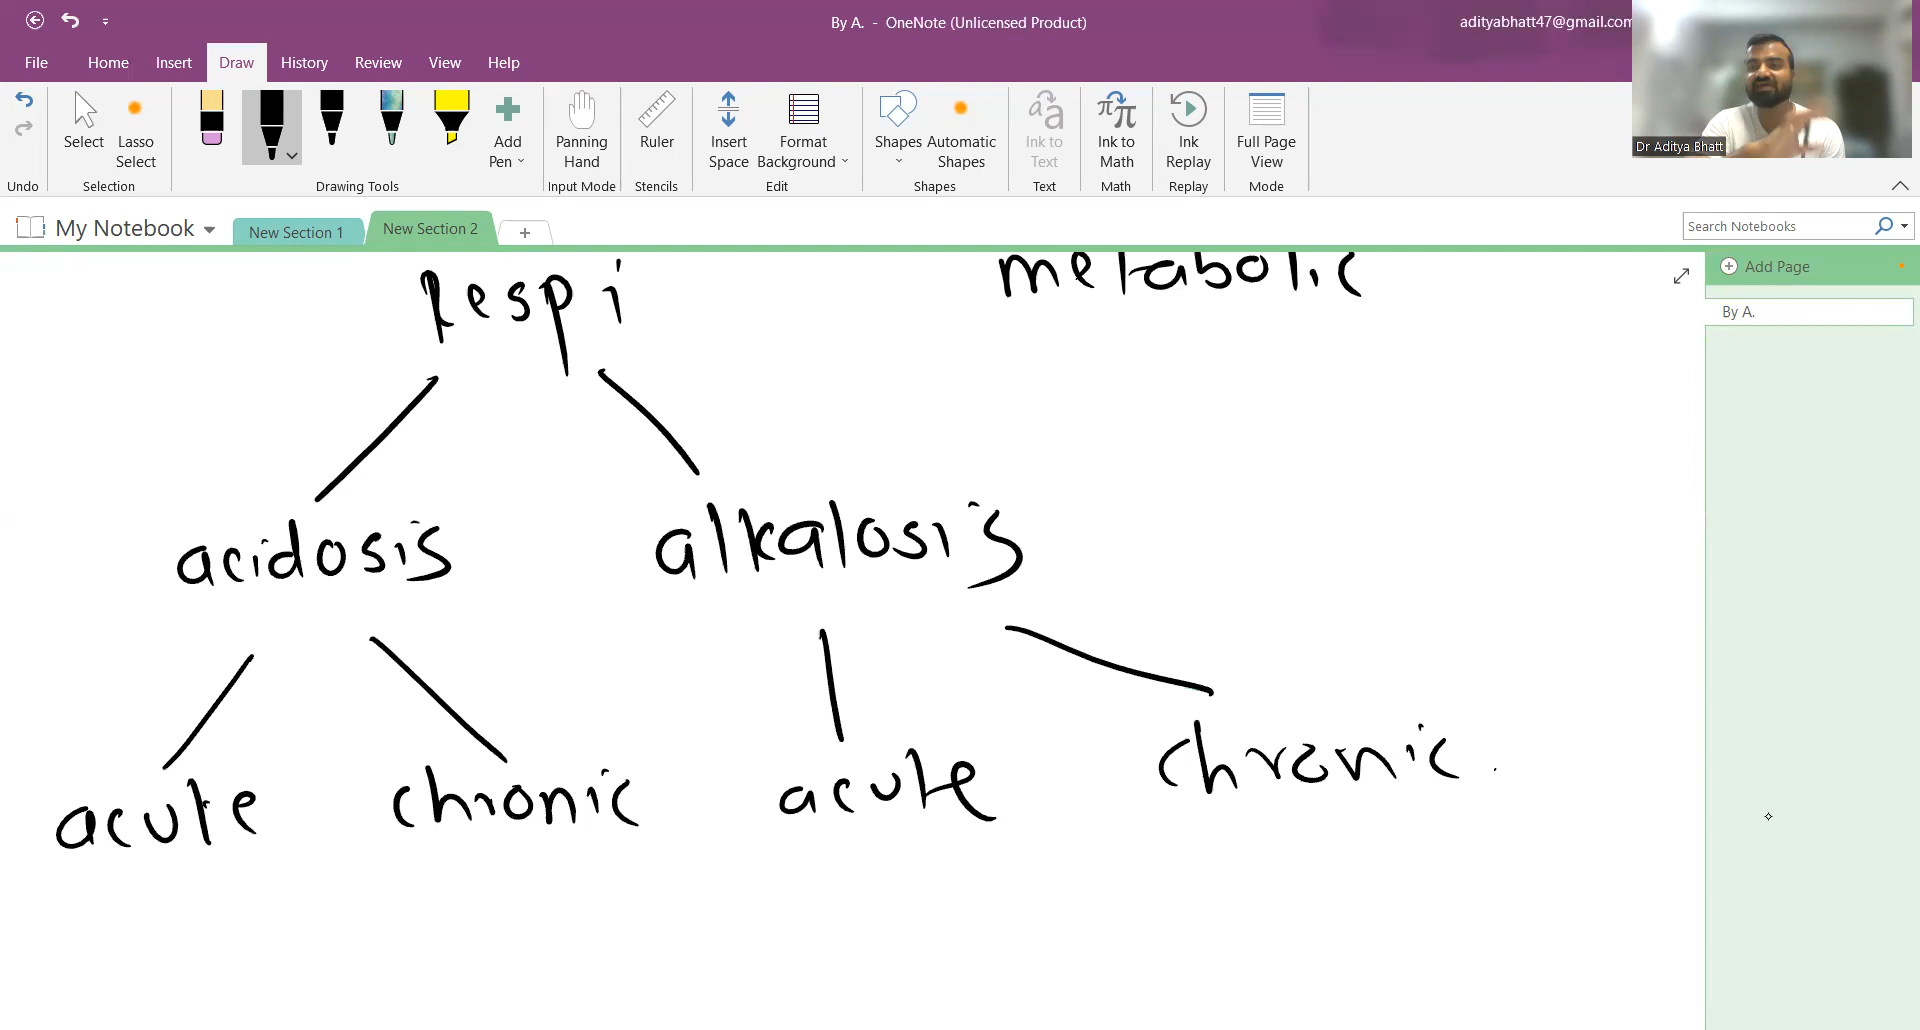 By A. - OneNote (Unlicensed Product)
adityabhatt47@gmail.com
File Home Insert Draw History Review View Help
Select
Lasso Select
Add Pen
Panning Hand
Ruler
Insert Space
Format Background
Shapes
Automatic Shapes
Ink to Text
Ink to Math
Ink Replay
Full Page View
Undo Selection Drawing Tools Input Mode Stencils Edit Shapes Text Math Replay Mode
Dr Aditya Bhatt
My Notebook New Section 1 New Section 2
Search Notebooks
Add Page
By A.
Respi metabolic
acidosis alkalosis
acute chronic acute chronic.